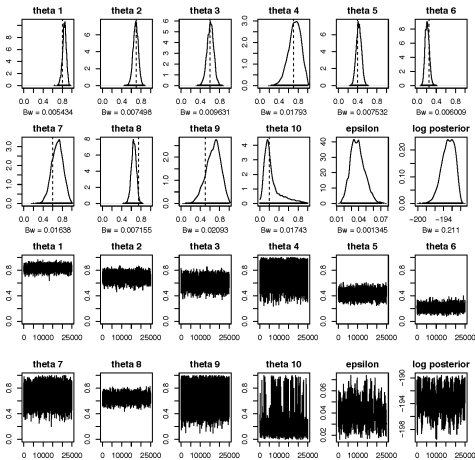 theta 1 theta 2 theta 3 theta 4 theta 5 theta 6
0 2 4 6 8 10
0 2 4 6
0 2 4 6
0.0 1.0 2.0 3.0
0 2 4 6
0 2 4 6 8
0.0 0.4 0.8 0.0 0.4 0.8 0.0 0.4 0.8 0.0 0.4 0.8 0.0 0.4 0.8 0.0 0.4 0.8
Bw = 0.005434 Bw = 0.007498 Bw = 0.009631 Bw = 0.01793 Bw = 0.007532 Bw = 0.006009
theta 7 theta 8 theta 9 theta 10 epsilon log posterior
0.0 1.0 2.0 3.0
0 2 4 6 8
0.0 1.0 2.0
0 1 2 3 4
0 10 20 30 40
0.00 0.10 0.20
0.0 0.4 0.8 0.0 0.4 0.8 0.0 0.4 0.8 0.0 0.4 0.8 0.01 0.04 0.07 −200 −194
Bw = 0.01636 Bw = 0.007155 Bw = 0.02093 Bw = 0.01743 Bw = 0.001345 Bw = 0.211
theta 1 theta 2 theta 3 theta 4 theta 5 theta 6
0.0 0.4 0.8
0.0 0.4 0.8
0.0 0.4 0.8
0.0 0.4 0.8
0.0 0.4 0.8
0.0 0.4 0.8
0 10000 25000 0 10000 25000 0 10000 25000 0 10000 25000 0 10000 25000 0 10000 25000
theta 7 theta 8 theta 9 theta 10 epsilon log posterior
0.0 0.4 0.8
0.0 0.4 0.8
0.0 0.4 0.8
0.0 0.4 0.8
0.02 0.04 0.06
−198 −194 −190
0 10000 25000 0 10000 25000 0 10000 25000 0 10000 25000 0 10000 25000 0 10000 25000